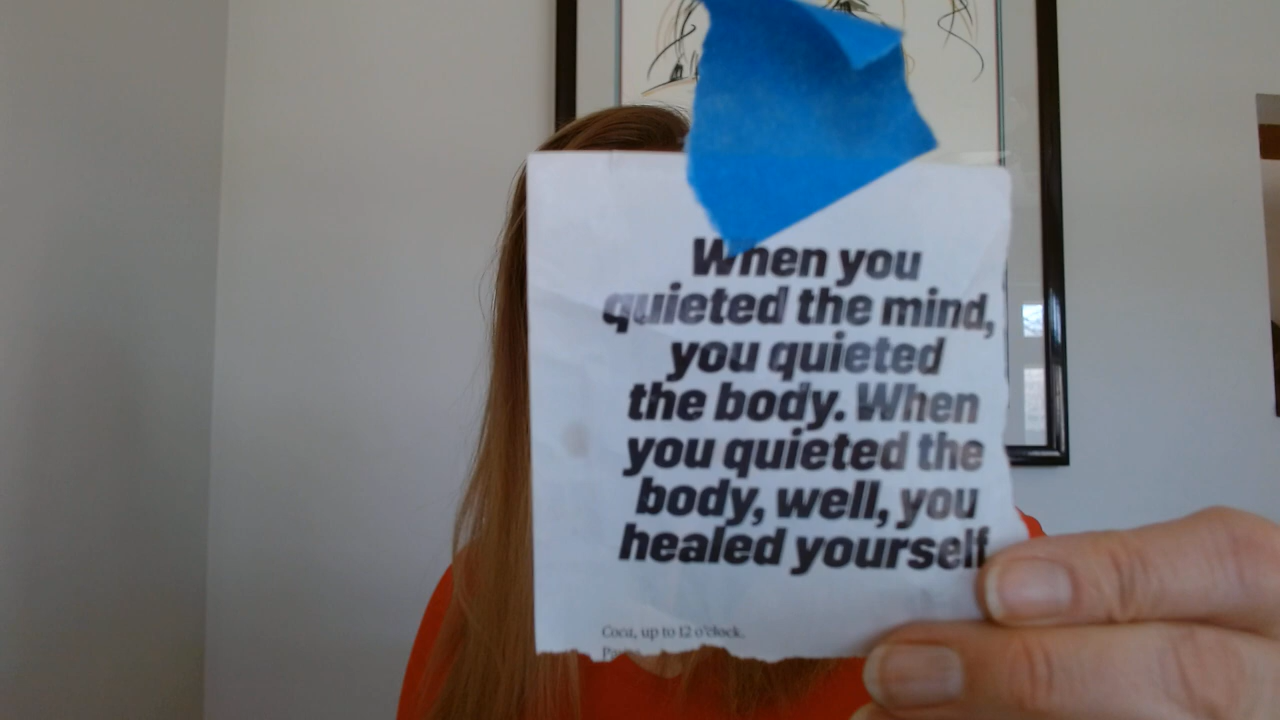 When you
quieted the mind,
you quieted
the body. When
you quieted the
body, well, you
healed yourself
Coca, up to 12 o'clock.